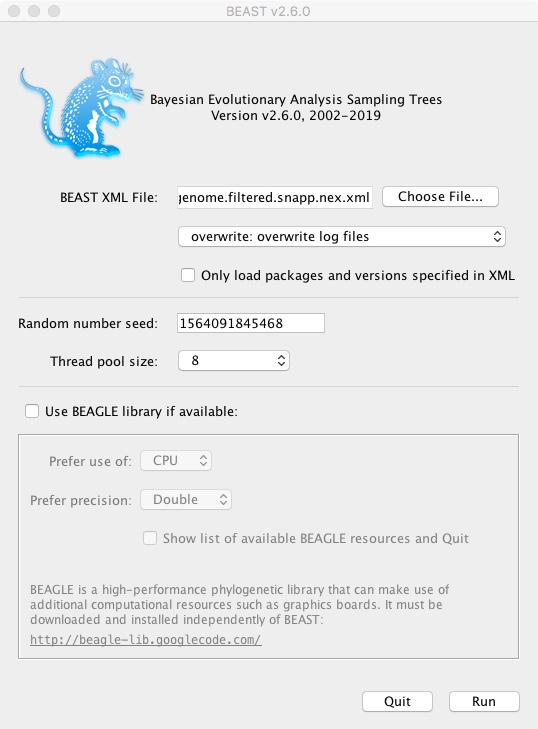 BEAST v2.6.0
Bayesian Evolutionary Analysis Sampling Trees
Version v2.6.0, 2002-2019
BEAST XML File: genome.filtered.snapp.nex.xml Choose File...
overwrite: overwrite log files
Only load packages and versions specified in XML
Random number seed: 1564091845468
Thread pool size: 8
Use BEAGLE library if available:
Prefer use of: CPU
Prefer precision: Double
Show list of available BEAGLE resources and Quit
BEAGLE is a high-performance phylogenetic library that can make use of
additional computational resources such as graphics boards. It must be
downloaded and installed independently of BEAST:
http://beagle-lib.googlecode.com/
Quit Run